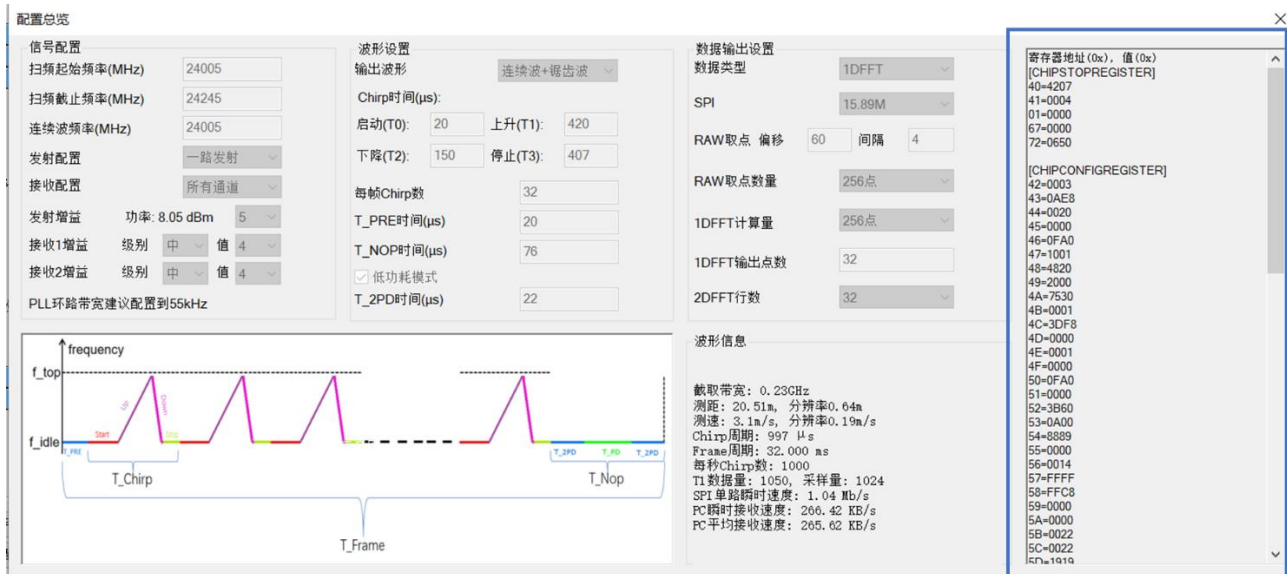 配置总览
信号配置
扫频起始频率(MHz) 24005
扫频截止频率(MHz) 24245
连续波频率(MHz) 24005
发射配置 一路发射
接收配置 所有通道
发射增益 功率: 8.05 dBm 5
接收1增益 级别 中 值 4
接收2增益 级别 中 值 4
PLL环路带宽建议配置到55kHz
波形设置
输出波形 连续波+锯齿波
Chirp时间(μs):
启动(T0): 20 上升(T1): 420
下降(T2): 150 停止(T3): 407
每帧Chirp数 32
T_PRE时间(μs) 20
T_NOP时间(μs) 76
低功耗模式
T_2PD时间(μs) 22
数据输出设置
数据类型 1DFFT
SPI 15.89M
RAW取点 偏移 60 间隔 4
RAW取点数量 256点
1DFFT计算量 256点
1DFFT输出点数 32
2DFFT行数 32
frequency
f_top
f_idle
Up
Down
Start
Stop
T_PRE
T_2PD
T_PD
T_2PD
T_Chirp
T_Nop
T_Frame
波形信息
截取带宽: 0.23GHz
测距: 20.51m, 分辨率0.64m
测速: 3.1m/s, 分辨率0.19m/s
Chirp周期: 997 μs
Frame周期: 32.000 ms
每秒Chirp数: 1000
T1数据量: 1050, 采样量: 1024
SPI单路瞬时速度: 1.04 Mb/s
PC瞬时接收速度: 266.42 KB/s
PC平均接收速度: 265.62 KB/s
寄存器地址(0x), 值(0x)
[CHIPSTOPREGISTER]
40=4207
41=0004
01=0000
67=0000
72=0650
[CHIPCONFIGREGISTER]
42=0003
43=0AE8
44=0020
45=0000
46=0FA0
47=1001
48=4820
49=2000
4A=7530
4B=0001
4C=3DF8
4D=0000
4E=0001
4F=0000
50=0FA0
51=0000
52=3B60
53=0A00
54=8889
55=0000
56=0014
57=FFFF
58=FFC8
59=0000
5A=0000
5B=0022
5C=0022
5D=1919